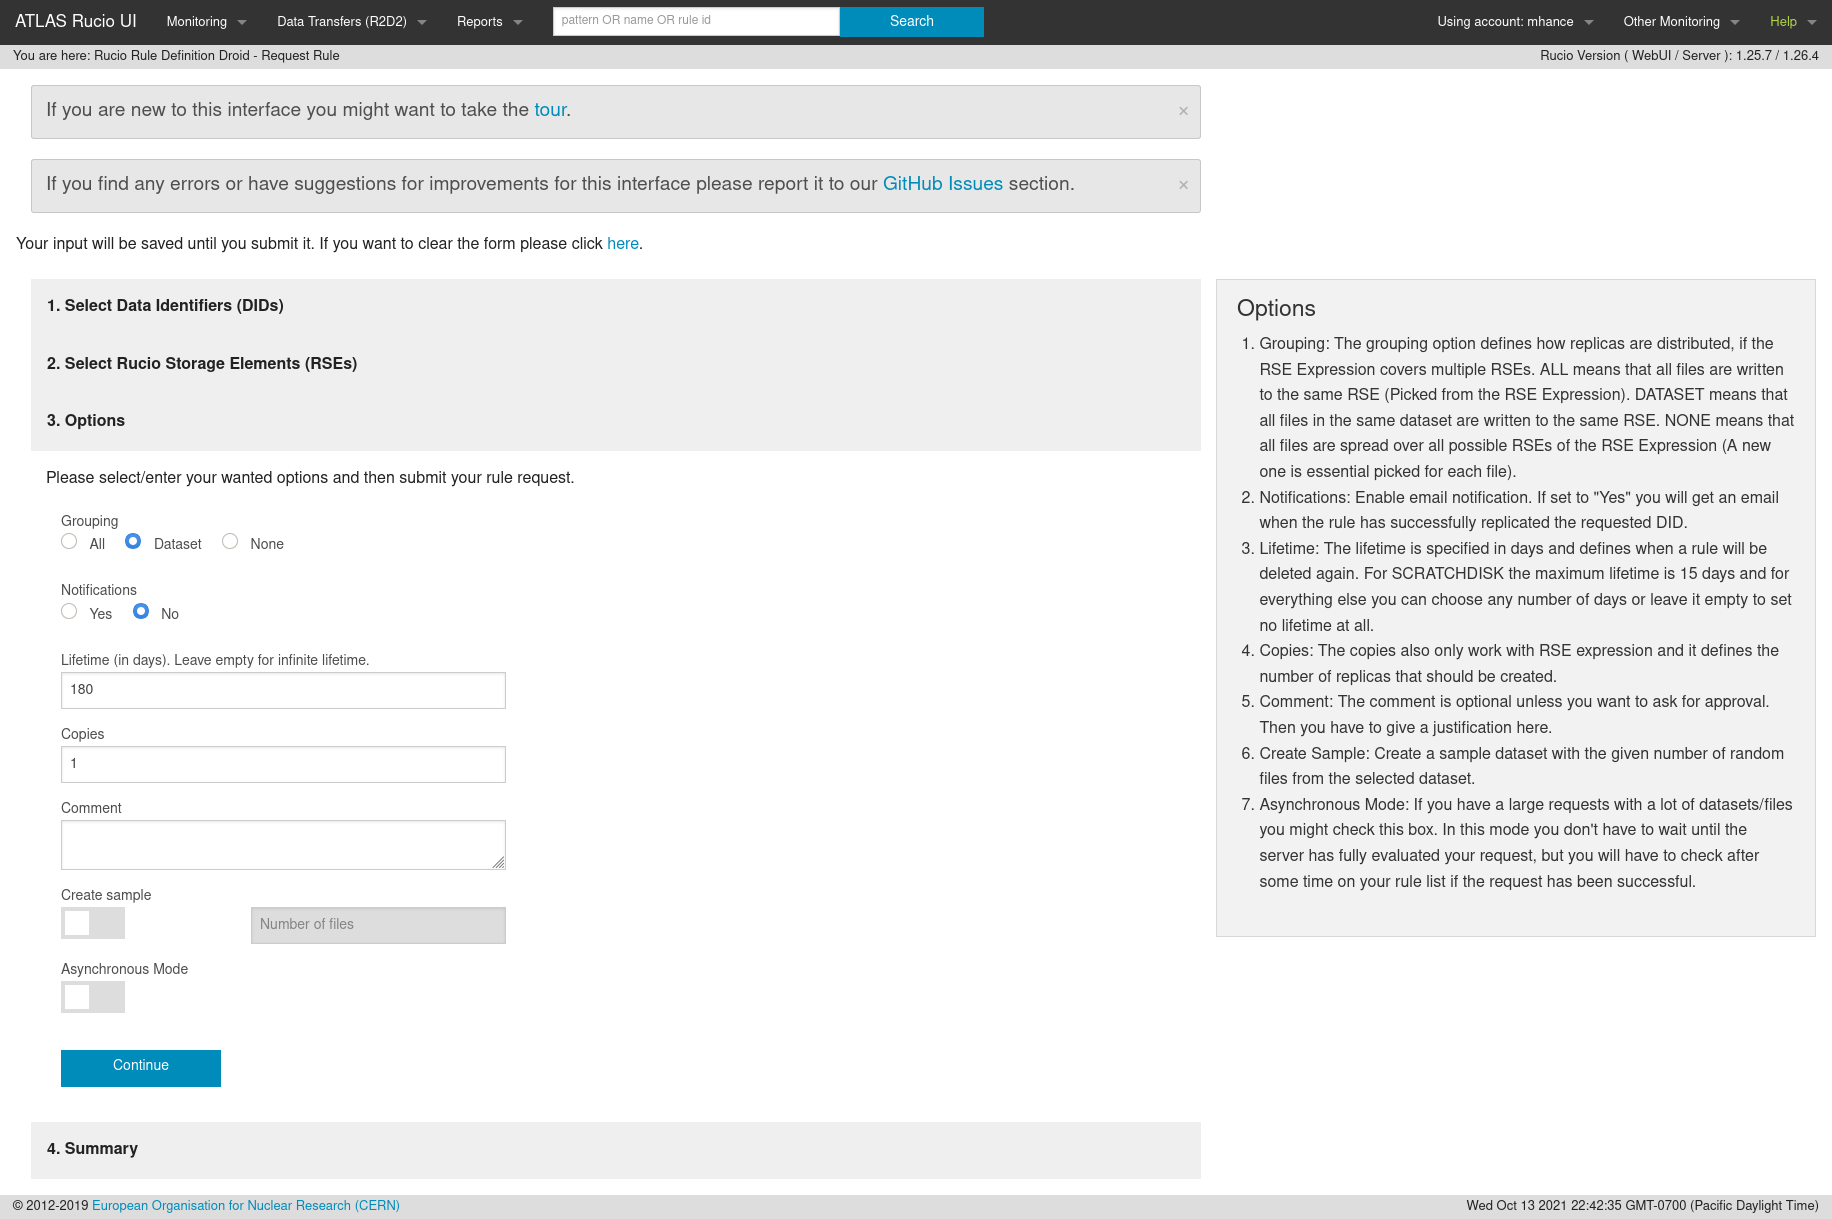 ATLAS Rucio UI Monitoring Data Transfers (R2D2) Reports pattern OR name OR rule id Search Using account: mhance Other Monitoring Help
You are here: Rucio Rule Definition Droid - Request Rule Rucio Version ( WebUI / Server ): 1.25.7 / 1.26.4
If you are new to this interface you might want to take the tour. ×
If you find any errors or have suggestions for improvements for this interface please report it to our GitHub Issues section. ×
Your input will be saved until you submit it. If you want to clear the form please click here.
1. Select Data Identifiers (DIDs)
2. Select Rucio Storage Elements (RSEs)
3. Options
Please select/enter your wanted options and then submit your rule request.
Grouping
All Dataset None
Notifications
Yes No
Lifetime (in days). Leave empty for infinite lifetime.
180
Copies
1
Comment
Create sample
Number of files
Asynchronous Mode
Continue
4. Summary
Options
1. Grouping: The grouping option defines how replicas are distributed, if the
RSE Expression covers multiple RSEs. ALL means that all files are written
to the same RSE (Picked from the RSE Expression). DATASET means that
all files in the same dataset are written to the same RSE. NONE means that
all files are spread over all possible RSEs of the RSE Expression (A new
one is essential picked for each file).
2. Notifications: Enable email notification. If set to "Yes" you will get an email
when the rule has successfully replicated the requested DID.
3. Lifetime: The lifetime is specified in days and defines when a rule will be
deleted again. For SCRATCHDISK the maximum lifetime is 15 days and for
everything else you can choose any number of days or leave it empty to set
no lifetime at all.
4. Copies: The copies also only work with RSE expression and it defines the
number of replicas that should be created.
5. Comment: The comment is optional unless you want to ask for approval.
Then you have to give a justification here.
6. Create Sample: Create a sample dataset with the given number of random
files from the selected dataset.
7. Asynchronous Mode: If you have a large requests with a lot of datasets/files
you might check this box. In this mode you don't have to wait until the
server has fully evaluated your request, but you will have to check after
some time on your rule list if the request has been successful.
© 2012-2019 European Organisation for Nuclear Research (CERN) Wed Oct 13 2021 22:42:35 GMT-0700 (Pacific Daylight Time)